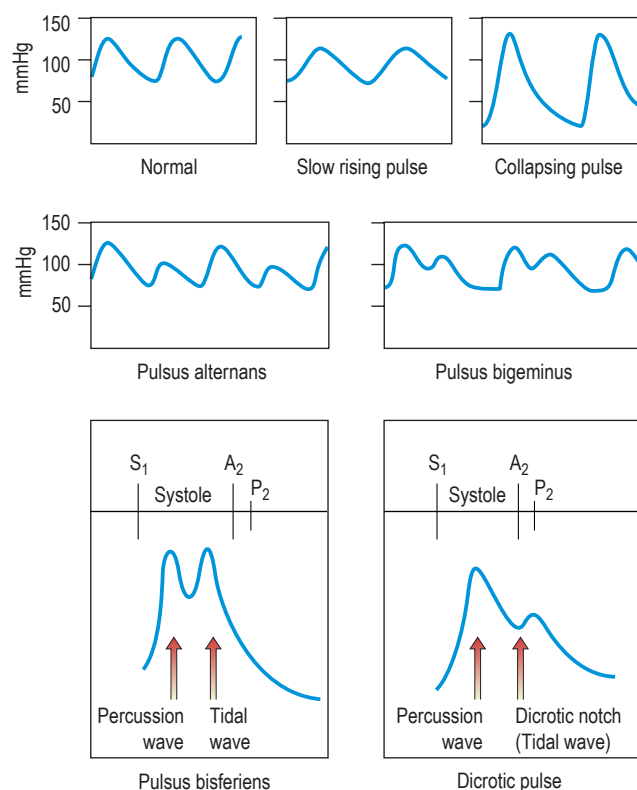 150
100
50
mmHg
Normal
Slow rising pulse
Collapsing pulse
150
100
50
mmHg
Pulsus alternans
Pulsus bigeminus
S1
A2
P2
Systole
Percussion
wave
Tidal
wave
Pulsus bisferiens
S1
A2
P2
Systole
Percussion
wave
Dicrotic notch
(Tidal wave)
Dicrotic pulse